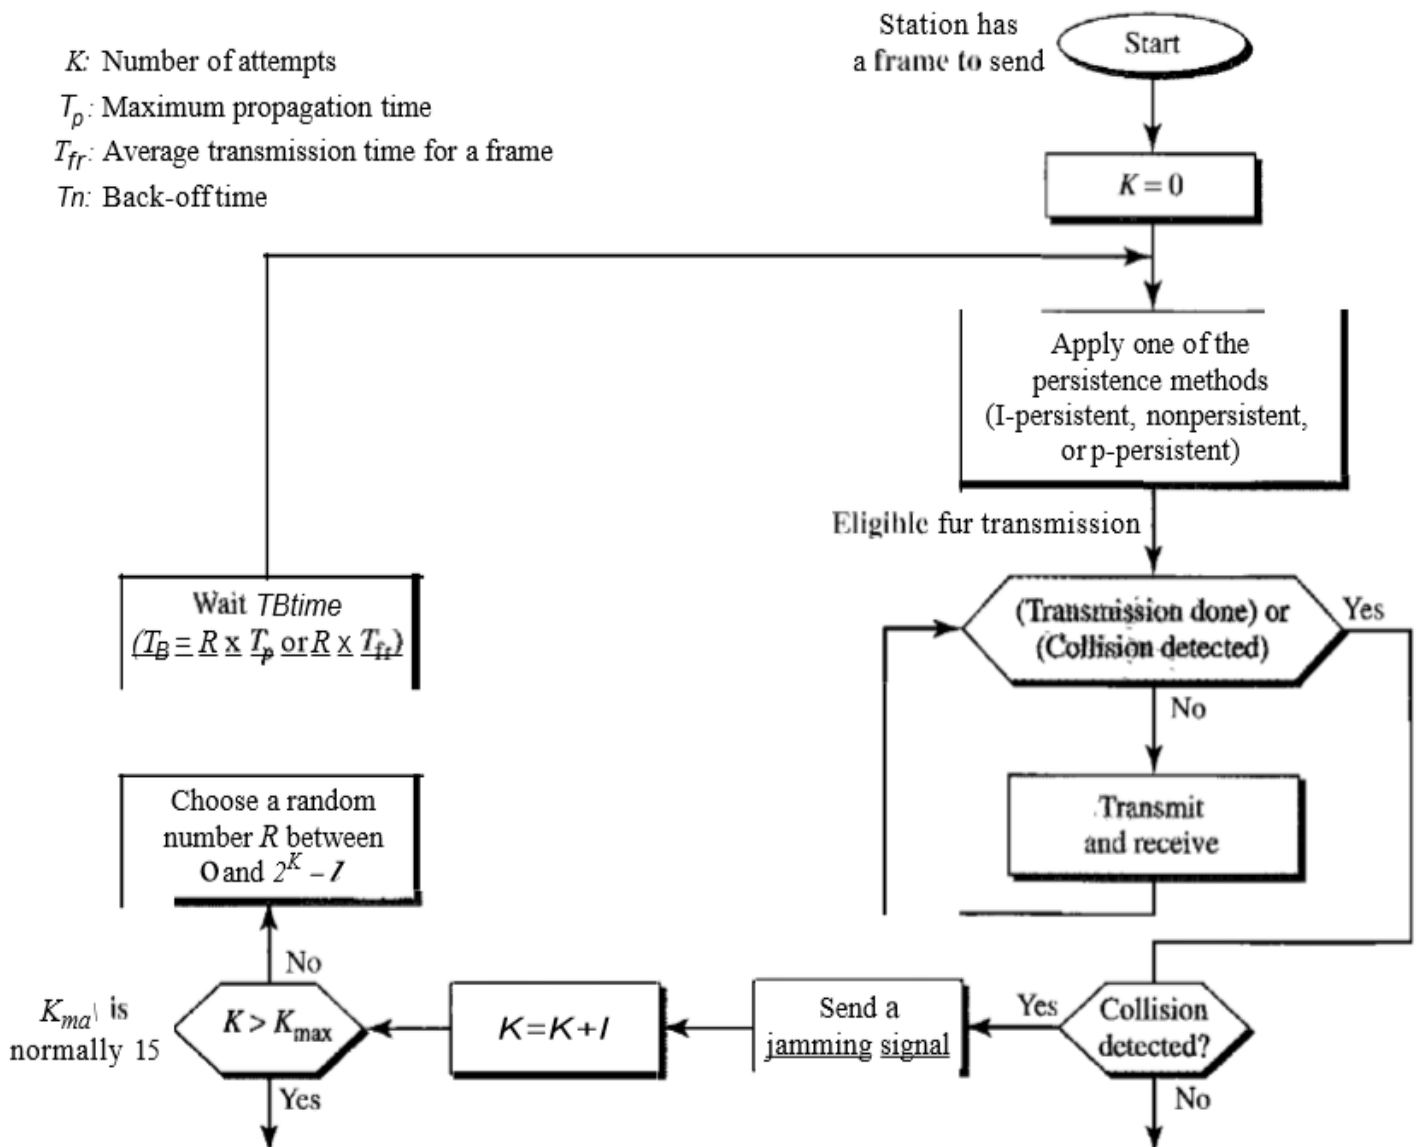 K: Number of attempts
Tp: Maximum propagation time
Tfr: Average transmission time for a frame
Tn: Back-off time
Station has
a frame to send
Start
K = 0
Apply one of the
persistence methods
(I-persistent, nonpersistent,
or p-persistent)
Eligible fur transmission
(Transmission done) or
(Collision detected)
Yes
No
Transmit
and receive
Wait TBtime
(TB = R x Tp or R x Tfr)
Choose a random
number R between
0 and 2^K - l
No
K > Kmax
Kma\ is
normally 15
Yes
K=K+l
Send a
jamming signal
Yes
Collision
detected?
No